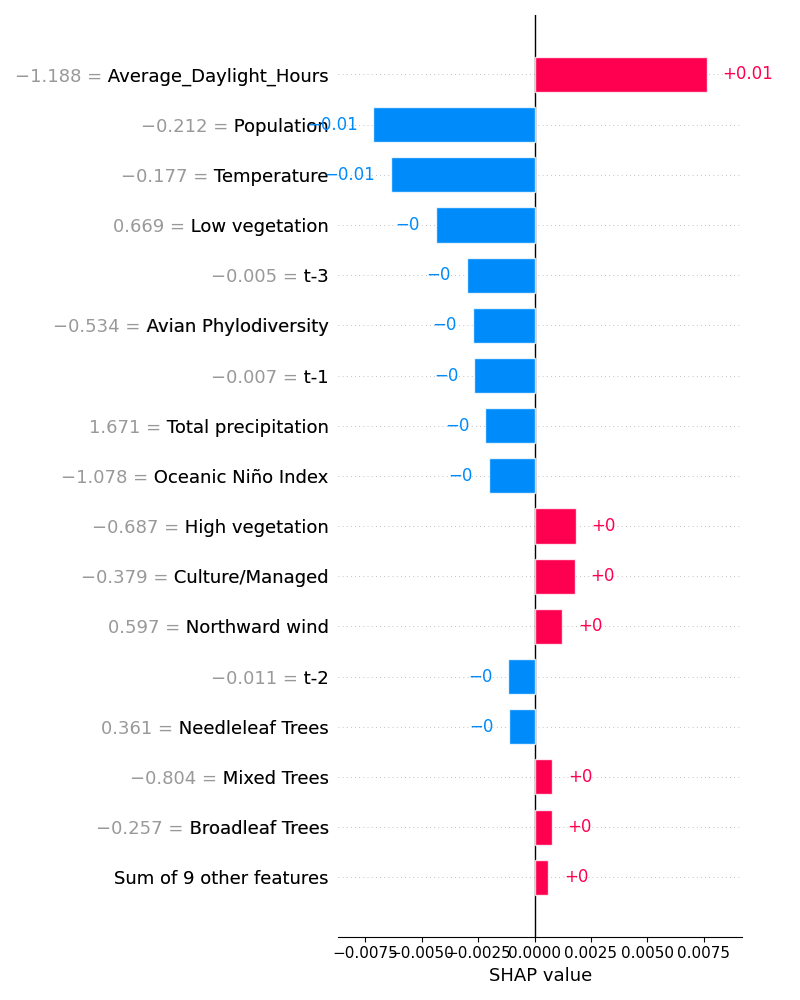 −1.188 = Average_Daylight_Hours +0.01
−0.212 = Population −0.01
−0.177 = Temperature −0.01
0.669 = Low vegetation −0
−0.005 = t-3 −0
−0.534 = Avian Phylodiversity −0
−0.007 = t-1 −0
1.671 = Total precipitation −0
−1.078 = Oceanic Niño Index −0
−0.687 = High vegetation +0
−0.379 = Culture/Managed +0
0.597 = Northward wind +0
−0.011 = t-2 −0
0.361 = Needleleaf Trees −0
−0.804 = Mixed Trees +0
−0.257 = Broadleaf Trees +0
Sum of 9 other features +0
−0.0075 −0.0050 −0.0025 0.0000 0.0025 0.0050 0.0075
SHAP value